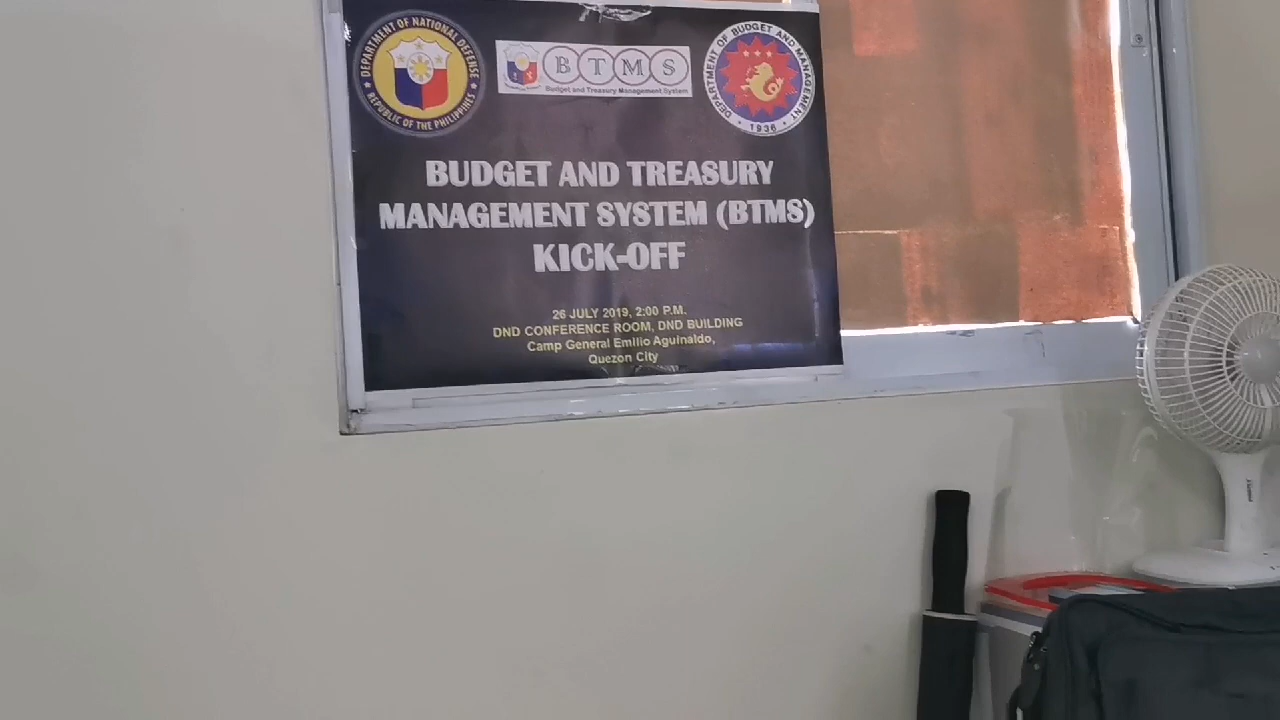 DEPARTMENT OF NATIONAL DEFENSE
REPUBLIC OF THE PHILIPPINES
BTMS
Budget and Treasury Management System
DEPARTMENT OF BUDGET AND MANAGEMENT
1936
BUDGET AND TREASURY
MANAGEMENT SYSTEM (BTMS)
KICK-OFF
26 JULY 2019, 2:00 P.M.
DND CONFERENCE ROOM, DND BUILDING
Camp General Emilio Aguinaldo,
Quezon City